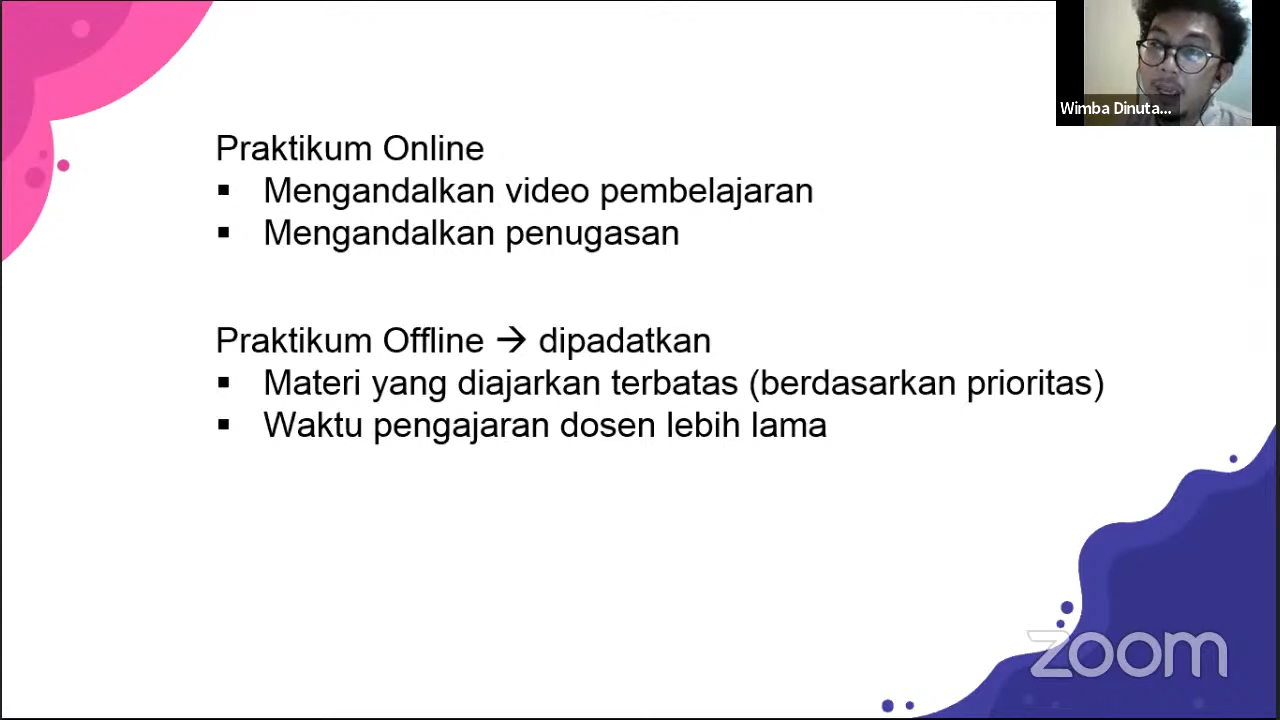 Wimba Dinuta...
Praktikum Online
▪ Mengandalkan video pembelajaran
▪ Mengandalkan penugasan
Praktikum Offline → dipadatkan
▪ Materi yang diajarkan terbatas (berdasarkan prioritas)
▪ Waktu pengajaran dosen lebih lama
zoom